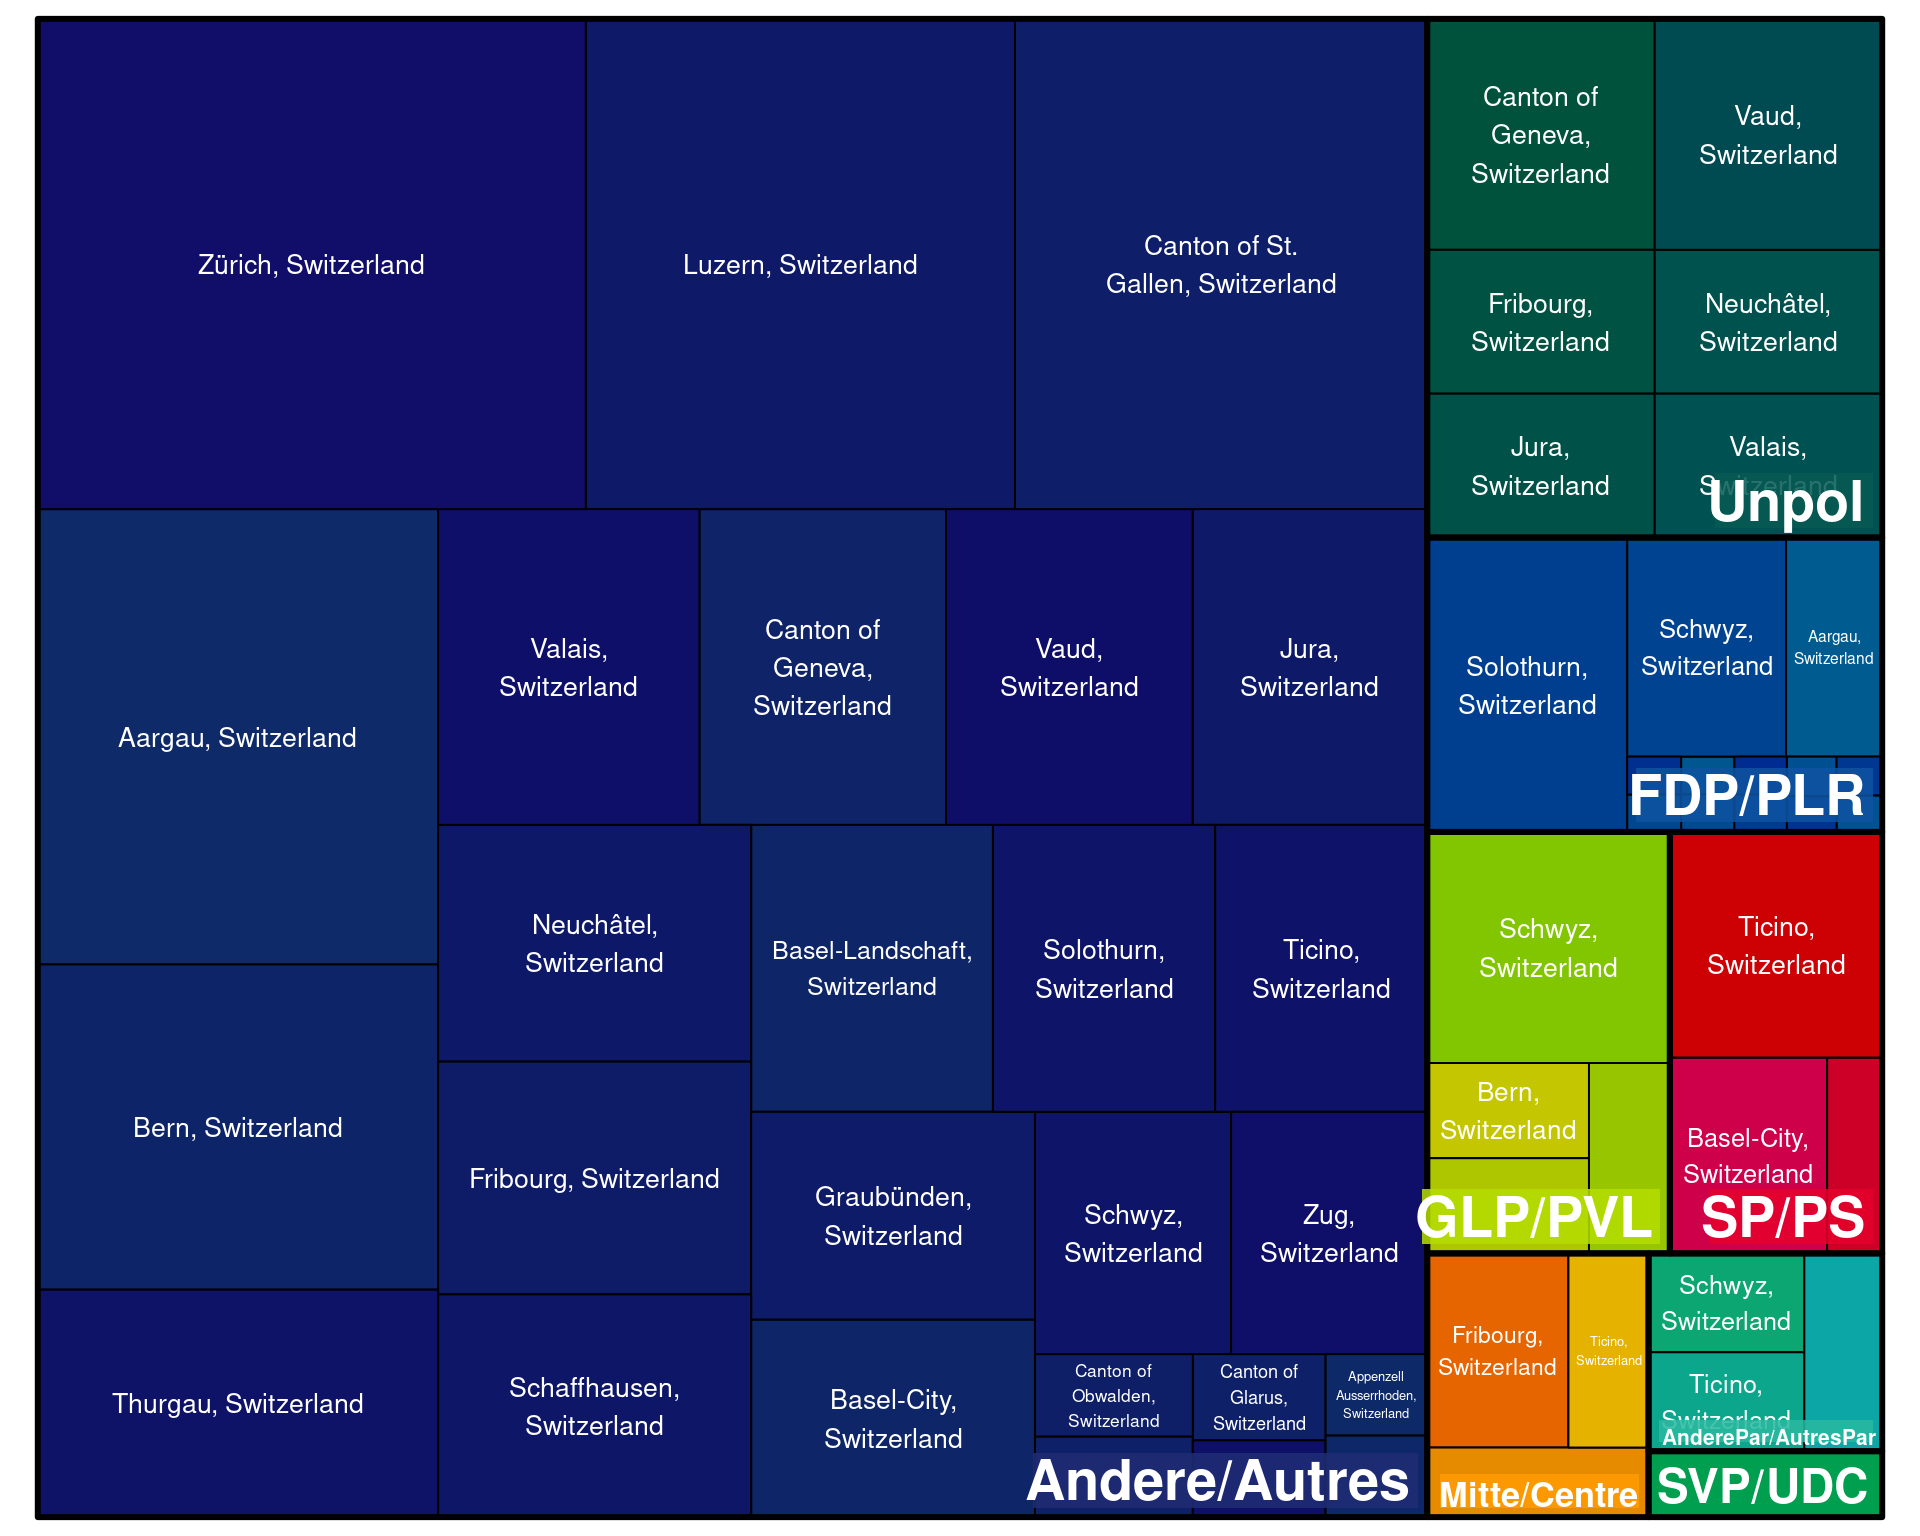 Zürich, Switzerland
Luzern, Switzerland
Canton of St.
Gallen, Switzerland
Aargau, Switzerland
Valais,
Switzerland
Canton of
Geneva,
Switzerland
Vaud,
Switzerland
Jura,
Switzerland
Bern, Switzerland
Neuchâtel,
Switzerland
Basel-Landschaft,
Switzerland
Solothurn,
Switzerland
Ticino,
Switzerland
Fribourg, Switzerland
Graubünden,
Switzerland
Schwyz,
Switzerland
Zug,
Switzerland
Thurgau, Switzerland
Schaffhausen,
Switzerland
Basel-City,
Switzerland
Canton of
Obwalden,
Switzerland
Canton of
Glarus,
Switzerland
Appenzell
Ausserrhoden,
Switzerland
Andere/Autres
Canton of
Geneva,
Switzerland
Vaud,
Switzerland
Fribourg,
Switzerland
Neuchâtel,
Switzerland
Jura,
Switzerland
Valais,
Switzerland
Unpol
Solothurn,
Switzerland
Schwyz,
Switzerland
Aargau,
Switzerland
FDP/PLR
Schwyz,
Switzerland
Bern,
Switzerland
GLP/PVL
Ticino,
Switzerland
Basel-City,
Switzerland
SP/PS
Fribourg,
Switzerland
Ticino,
Switzerland
Mitte/Centre
Schwyz,
Switzerland
Ticino,
Switzerland
AnderePar/AutresPar
SVP/UDC